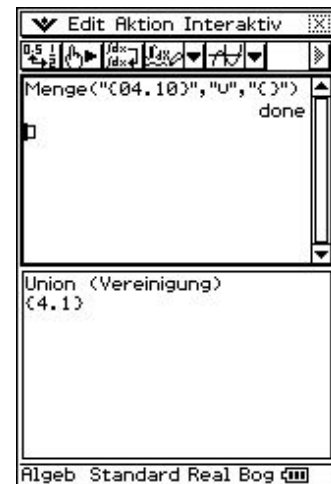 Edit Aktion Interaktiv
Menge("{04.10}","∪","{}")
done
Union (Vereinigung)
{4.1}
Algeb Standard Real Bog